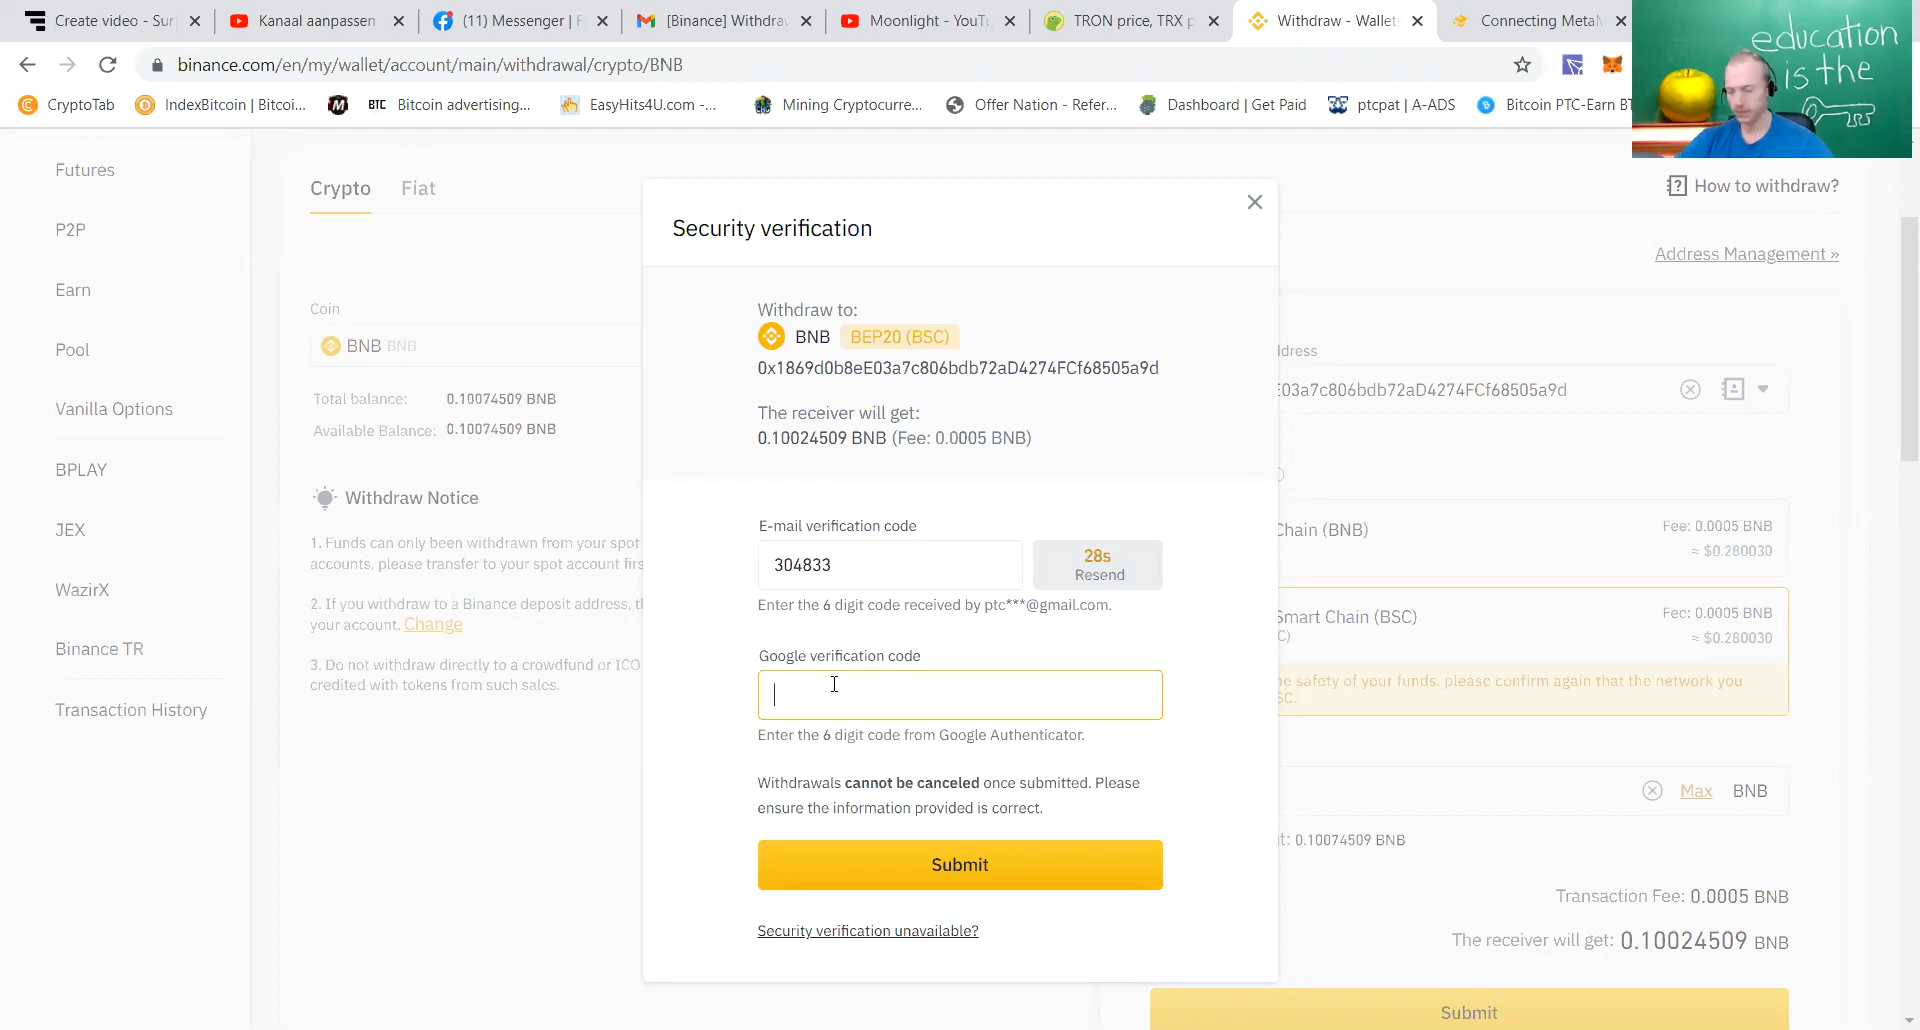 Create video - Sur
Kanaal aanpassen
(11) Messenger | F
[Binance] Withdraw
Moonlight - YouTu
TRON price, TRX p
Withdraw - Wallet
Connecting MetaM
binance.com/en/my/wallet/account/main/withdrawal/crypto/BNB
CryptoTab
IndexBitcoin | Bitcoi...
BTC Bitcoin advertising...
EasyHits4U.com -...
Mining Cryptocurre...
Offer Nation - Refer...
Dashboard | Get Paid
ptcpat | A-ADS
Bitcoin PTC-Earn BT
education
is the
Futures
P2P
Earn
Pool
Vanilla Options
BPLAY
JEX
WazirX
Binance TR
Transaction History
Crypto Fiat
How to withdraw?
Address Management »
Coin
BNB BNB
Total balance: 0.10074509 BNB
Available Balance: 0.10074509 BNB
Withdraw Notice
1. Funds can only been withdrawn from your spot
accounts, please transfer to your spot account firs
2. If you withdraw to a Binance deposit address, t
your account. Change
3. Do not withdraw directly to a crowdfund or ICO
credited with tokens from such sales.
Security verification
Withdraw to:
BNB BEP20 (BSC)
0x1869d0b8eE03a7c806bdb72aD4274FCf68505a9d
The receiver will get:
0.10024509 BNB (Fee: 0.0005 BNB)
E-mail verification code
304833
28s
Resend
Enter the 6 digit code received by ptc***@gmail.com.
Google verification code
Enter the 6 digit code from Google Authenticator.
Withdrawals cannot be canceled once submitted. Please
ensure the information provided is correct.
Submit
Security verification unavailable?
dress
E03a7c806bdb72aD4274FCf68505a9d
Chain (BNB)
Fee: 0.0005 BNB
≈ $0.280030
Smart Chain (BSC)
C)
Fee: 0.0005 BNB
≈ $0.280030
e safety of your funds. please confirm again that the network you
SC.
Max BNB
t: 0.10074509 BNB
Transaction Fee: 0.0005 BNB
The receiver will get: 0.10024509 BNB
Submit